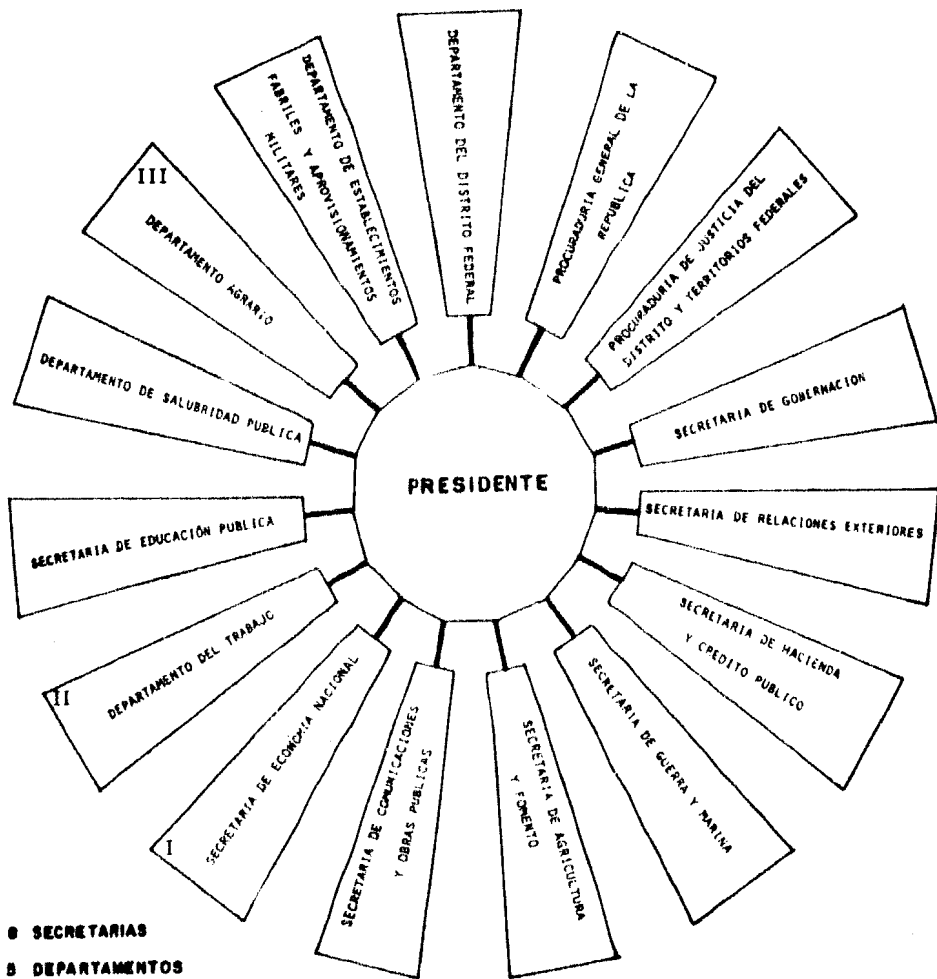 DEPARTAMENTO DEL DISTRITO FEDERAL
PROCURADURIA GENERAL DE LA
REPUBLICA
PROCURADURIA DE JUSTICIA DEL
DISTRITO Y TERRITORIOS FEDERALES
SECRETARIA DE GOBERNACION
SECRETARIA DE RELACIONES EXTERIORES
SECRETARIA DE HACIENDA
Y CREDITO PUBLICO
SECRETARIA DE GUERRA Y MARINA
SECRETARIA DE AGRICULTURA
Y FOMENTO
SECRETARIA DE COMUNICACIONES
Y OBRAS PUBLICAS
I
SECRETARIA DE ECONOMIA NACIONAL
II
DEPARTAMENTO DEL TRABAJO
SECRETARIA DE EDUCACIÓN PUBLICA
DEPARTAMENTO DE SALUBRIDAD PUBLICA
III
DEPARTAMENTO AGRARIO
DEPARTAMENTO DE ESTABLECIMIENTOS
FABRILES Y APROVISIONAMIENTOS
MILITARES
PRESIDENTE
8 SECRETARIAS
5 DEPARTAMENTOS